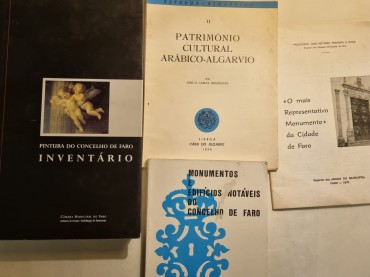 PINTURA DO CONCELHO DE FARO
INVENTÁRIO
CÂMARA MUNICIPAL DE FARO
II
PATRIMÓNIO
CULTURAL
ARÁBICO-ALGARVIO
POR
LISBOA
CASA DO ALGARVE
«O mais
Representativo
Monumento»
da Cidade
de Faro
MONUMENTOS
E
EDIFÍCIOS NOTÁVEIS
DO
CONCELHO DE FARO